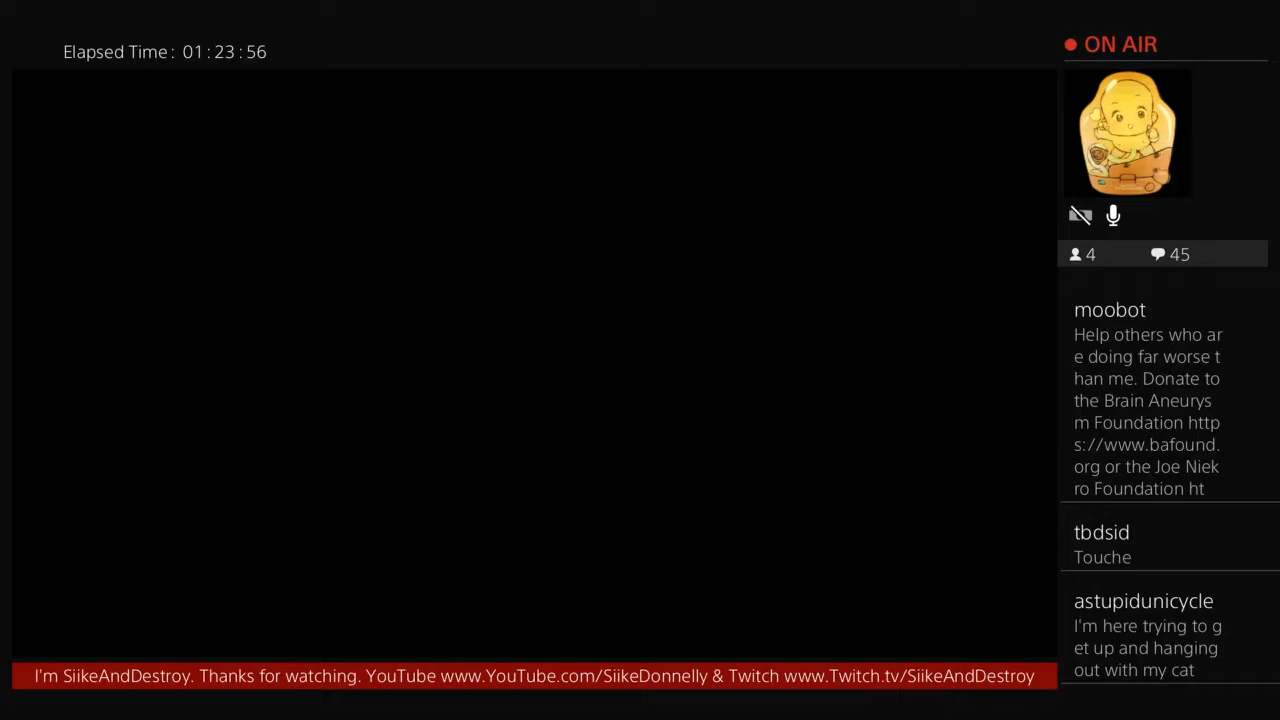 Elapsed Time: 01:23:56
ON AIR
4 45
moobot
Help others who ar
e doing far worse t
han me. Donate to
the Brain Aneurys
m Foundation http
s://www.bafound.
org or the Joe Niek
ro Foundation ht
tbdsid
Touche
astupidunicycle
I'm here trying to g
et up and hanging
out with my cat
I'm SiikeAndDestroy. Thanks for watching. YouTube www.YouTube.com/SiikeDonnelly & Twitch www.Twitch.tv/SiikeAndDestroy